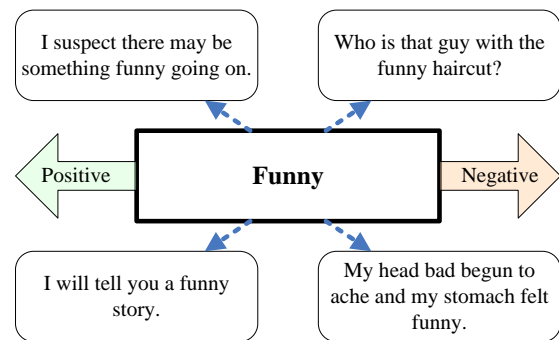 I suspect there may be
something funny going on.
Who is that guy with the
funny haircut?
Positive
Funny
Negative
I will tell you a funny
story.
My head bad begun to
ache and my stomach felt
funny.